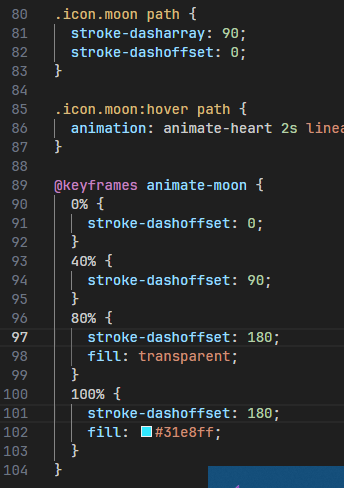 80 .icon.moon path {
81 stroke-dasharray: 90;
82 stroke-dashoffset: 0;
83 }
84
85 .icon.moon:hover path {
86 animation: animate-heart 2s linea
87 }
88
89 @keyframes animate-moon {
90 0% {
91 stroke-dashoffset: 0;
92 }
93 40% {
94 stroke-dashoffset: 90;
95 }
96 80% {
97 stroke-dashoffset: 180;
98 fill: transparent;
99 }
100 100% {
101 stroke-dashoffset: 180;
102 fill: #31e8ff;
103 }
104 }